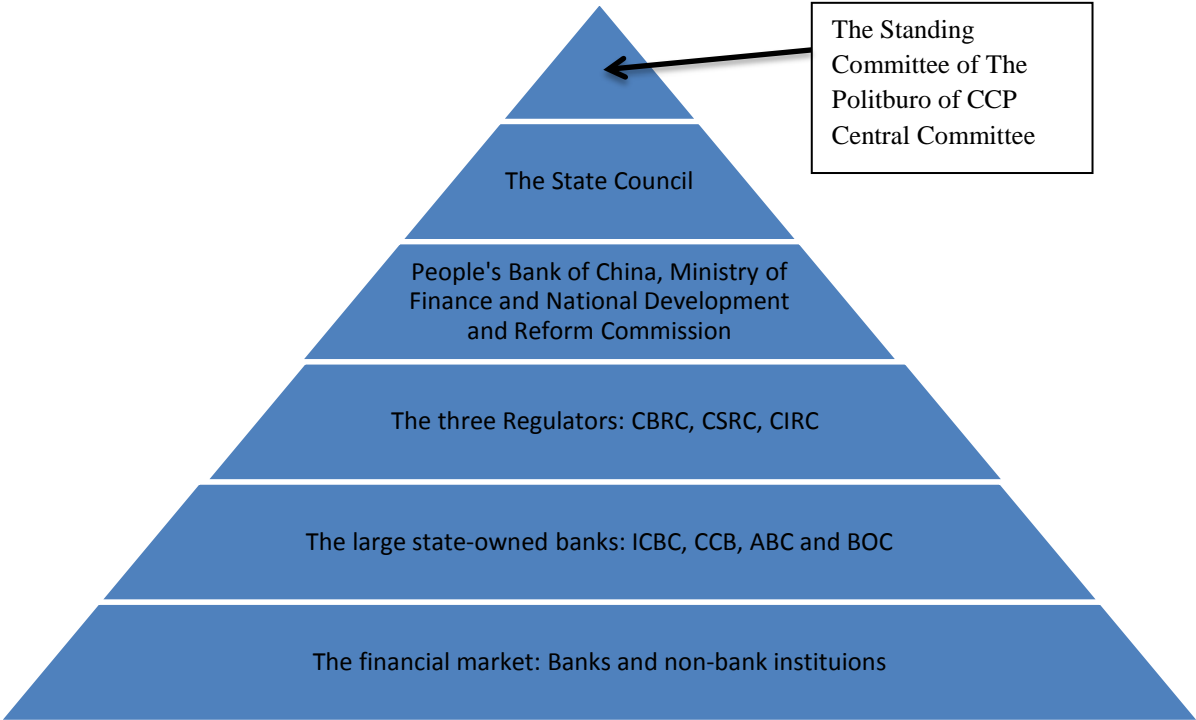 The Standing
Committee of The
Politburo of CCP
Central Committee
The State Council
People's Bank of China, Ministry of
Finance and National Development
and Reform Commission
The three Regulators: CBRC, CSRC, CIRC
The large state-owned banks: ICBC, CCB, ABC and BOC
The financial market: Banks and non-bank instituions